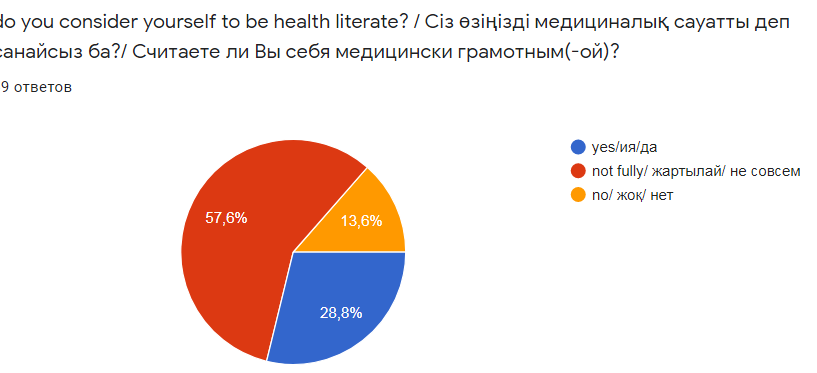 do you consider yourself to be health literate? / Сіз өзіңізді медициналық сауатты деп
санайсыз ба?/ Считаете ли Вы себя медицински грамотным(-ой)?
9 ответов
yes/ия/да
not fully/ жартылай/ не совсем
no/ жоқ/ нет
57,6%
13,6%
28,8%